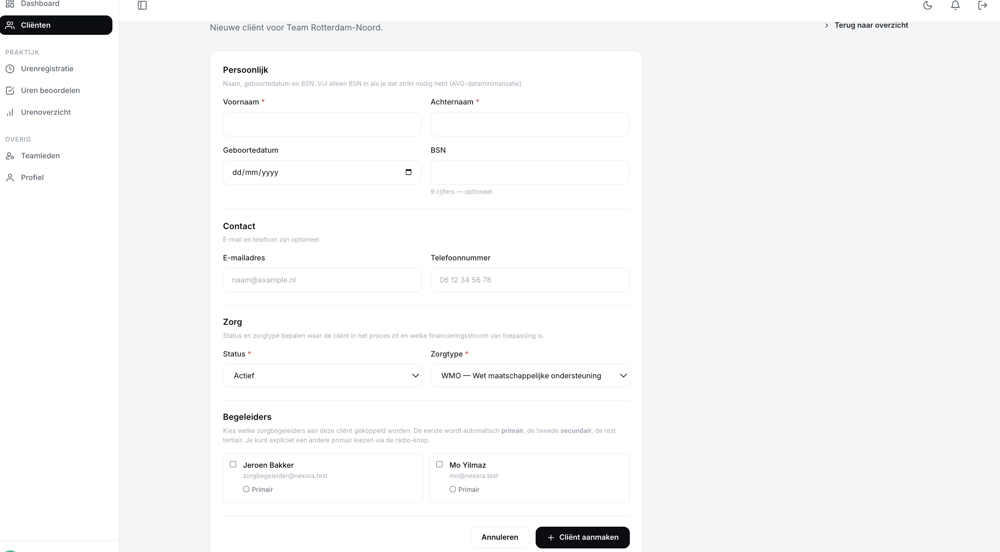 Dashboard
Cliënten
PRAKTIJK
Urenregistratie
Uren beoordelen
Urenoverzicht
OVERIG
Teamleden
Profiel
Nieuwe cliënt voor Team Rotterdam-Noord.
Terug naar overzicht
Persoonlijk
Naam, geboortedatum en BSN. Vul alleen BSN in als je dat strikt nodig hebt (AVG-dataminimalisatie).
Voornaam *
Achternaam *
Geboortedatum
BSN
dd/mm/yyyy
9 cijfers — optioneel
Contact
E-mail en telefoon zijn optioneel.
E-mailadres
Telefoonnummer
naam@example.nl
06 12 34 56 78
Zorg
Status en zorgtype bepalen waar de cliënt in het proces zit en welke financieringsstroom van toepassing is.
Status *
Zorgtype *
Actief
WMO — Wet maatschappelijke ondersteuning
Begeleiders
Kies welke zorgbegeleiders aan deze cliënt gekoppeld worden. De eerste wordt automatisch primair, de tweede secundair, de rest
tertiair. Je kunt expliciet een andere primair kiezen via de radio-knop.
Jeroen Bakker
zorgbegeleider@nexora.test
Primair
Mo Yilmaz
mo@nexora.test
Primair
Annuleren
+ Cliënt aanmaken